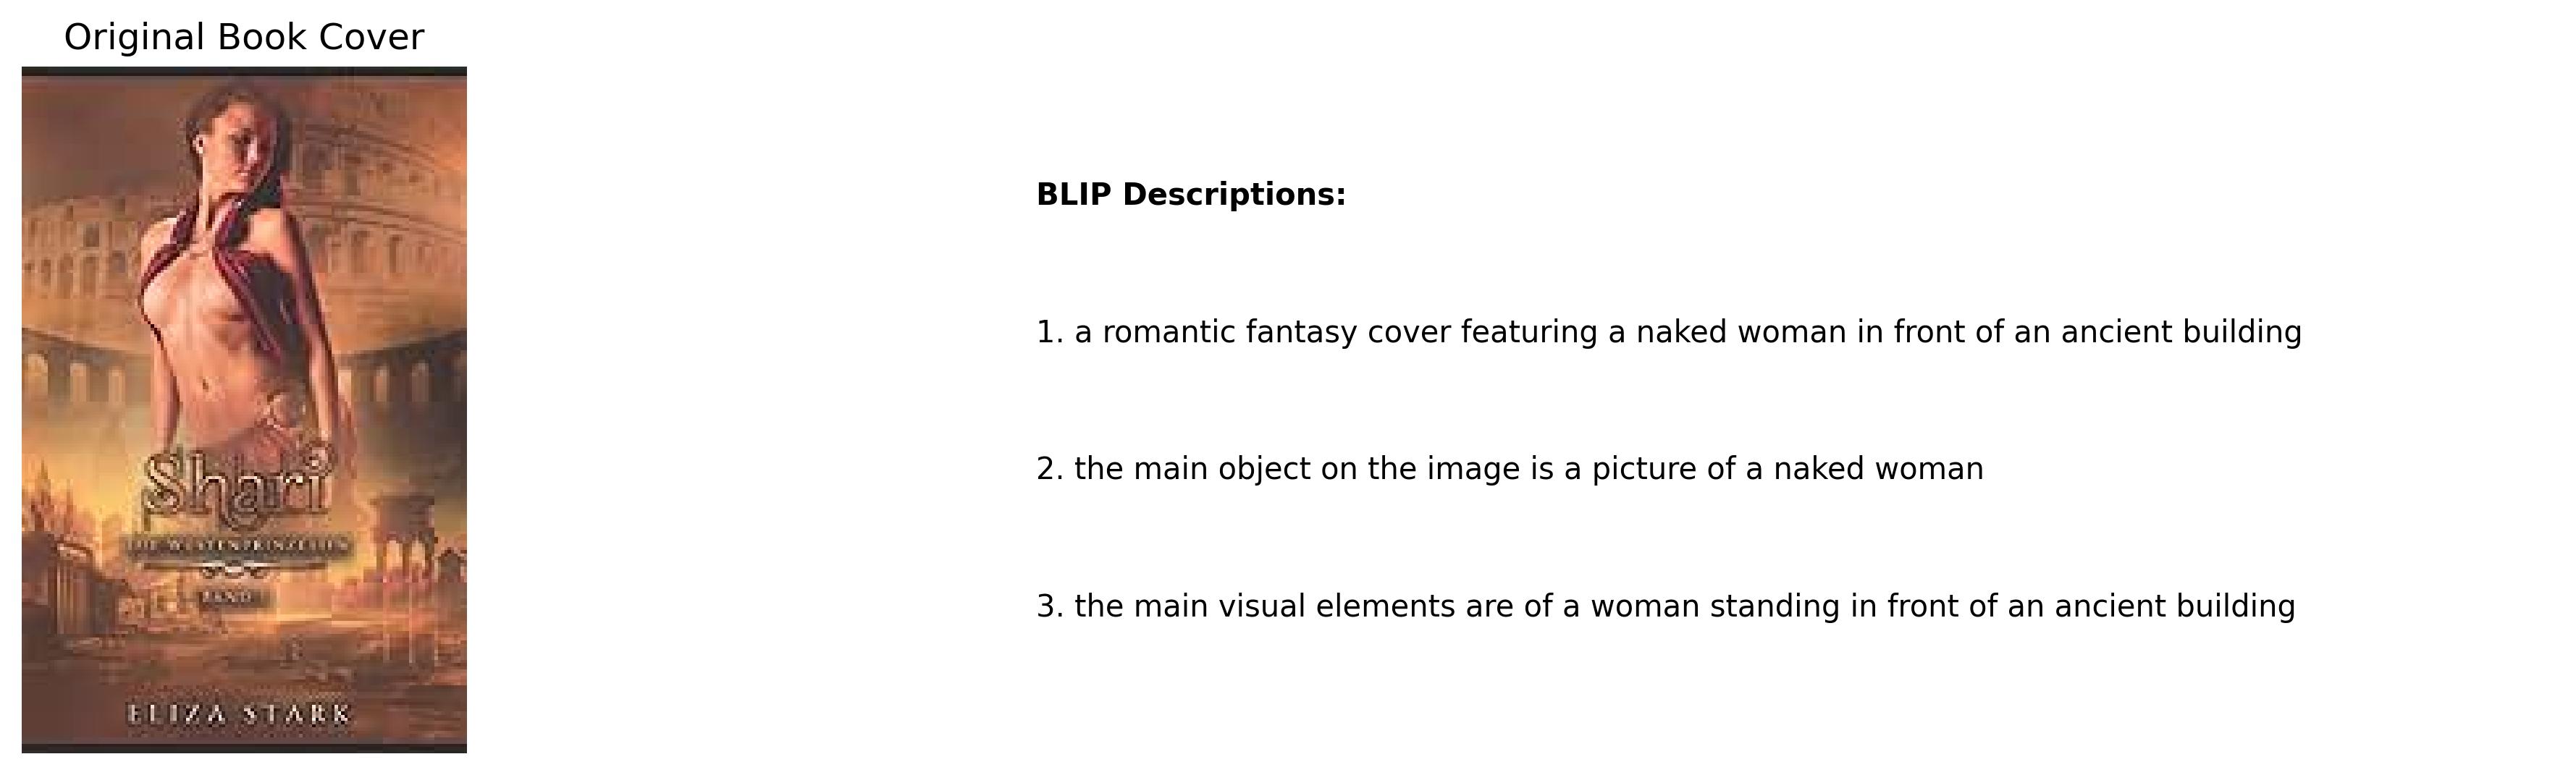 Original Book Cover
Shari
DIE WÜSTENPRINZESSIN
BAND
ELIZA STARK
BLIP Descriptions:
1. a romantic fantasy cover featuring a naked woman in front of an ancient building
2. the main object on the image is a picture of a naked woman
3. the main visual elements are of a woman standing in front of an ancient building